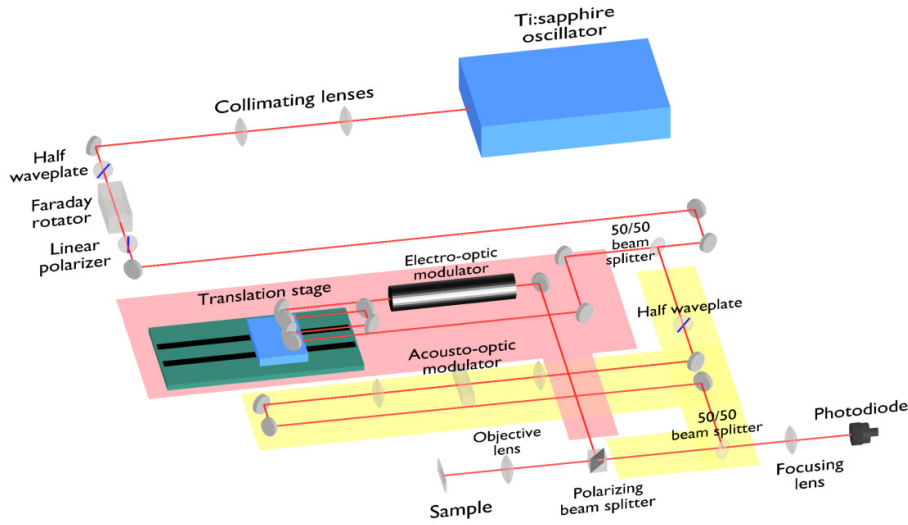 Ti:sapphire
oscillator
Collimating lenses
Half
waveplate
Faraday
rotator
Linear
polarizer
50/50
beam
splitter
Electro-optic
modulator
Translation stage
Half waveplate
Acousto-optic
modulator
50/50
beam splitter
Photodiode
Objective
lens
Focusing
lens
Sample
Polarizing
beam splitter